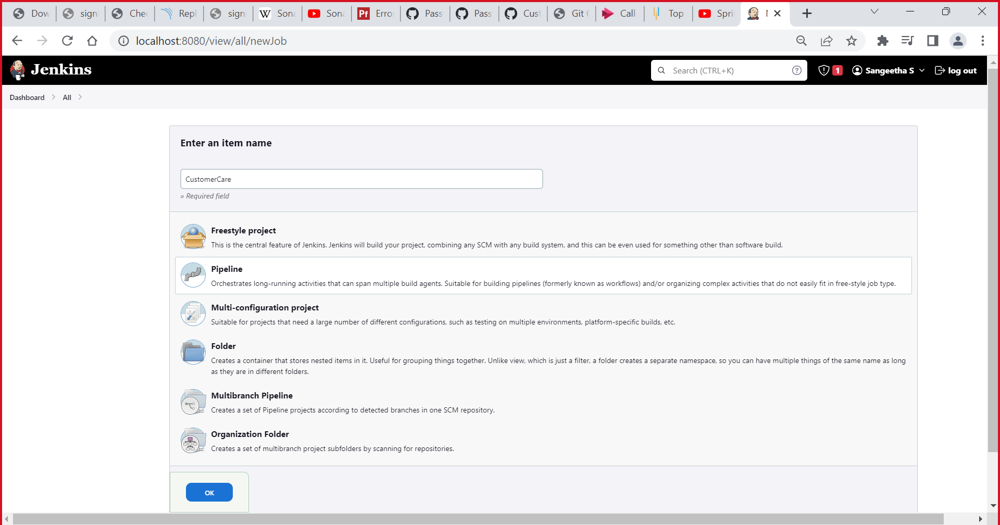 Dow
sign
Che
Repl
sign
W
Son
Son
Pf
Erro
Pass
Pass
Cust
Git
Call
Top
Spri
localhost:8080/view/all/newJob
Jenkins
Search (CTRL+K)
?
1
Sangeetha S
log out
Dashboard
All
Enter an item name
CustomerCare
» Required field
Freestyle project
This is the central feature of Jenkins. Jenkins will build your project, combining any SCM with any build system, and this can be even used for something other than software build.
Pipeline
Orchestrates long-running activities that can span multiple build agents. Suitable for building pipelines (formerly known as workflows) and/or organizing complex activities that do not easily fit in free-style job type.
Multi-configuration project
Suitable for projects that need a large number of different configurations, such as testing on multiple environments, platform-specific builds, etc.
Folder
Creates a container that stores nested items in it. Useful for grouping things together. Unlike view, which is just a filter, a folder creates a separate namespace, so you can have multiple things of the same name as long
as they are in different folders.
Multibranch Pipeline
Creates a set of Pipeline projects according to detected branches in one SCM repository.
Organization Folder
Creates a set of multibranch project subfolders by scanning for repositories.
OK